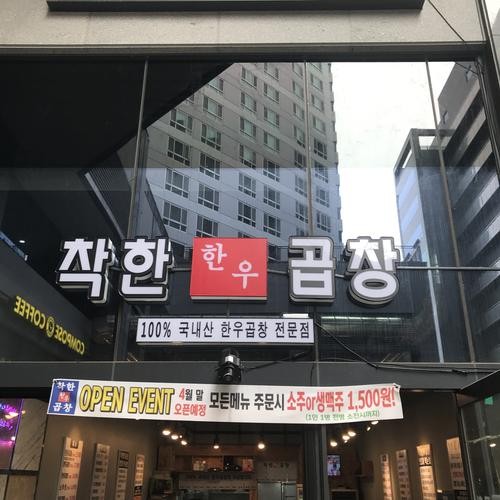 착한 한우 곱창
100% 국내산 한우곱창 전문점
COMPOSE COFFEE
착한 한우 곱창 OPEN EVENT 4월 말 오픈예정 모든메뉴 주문시 소주or생맥주 1,500원!